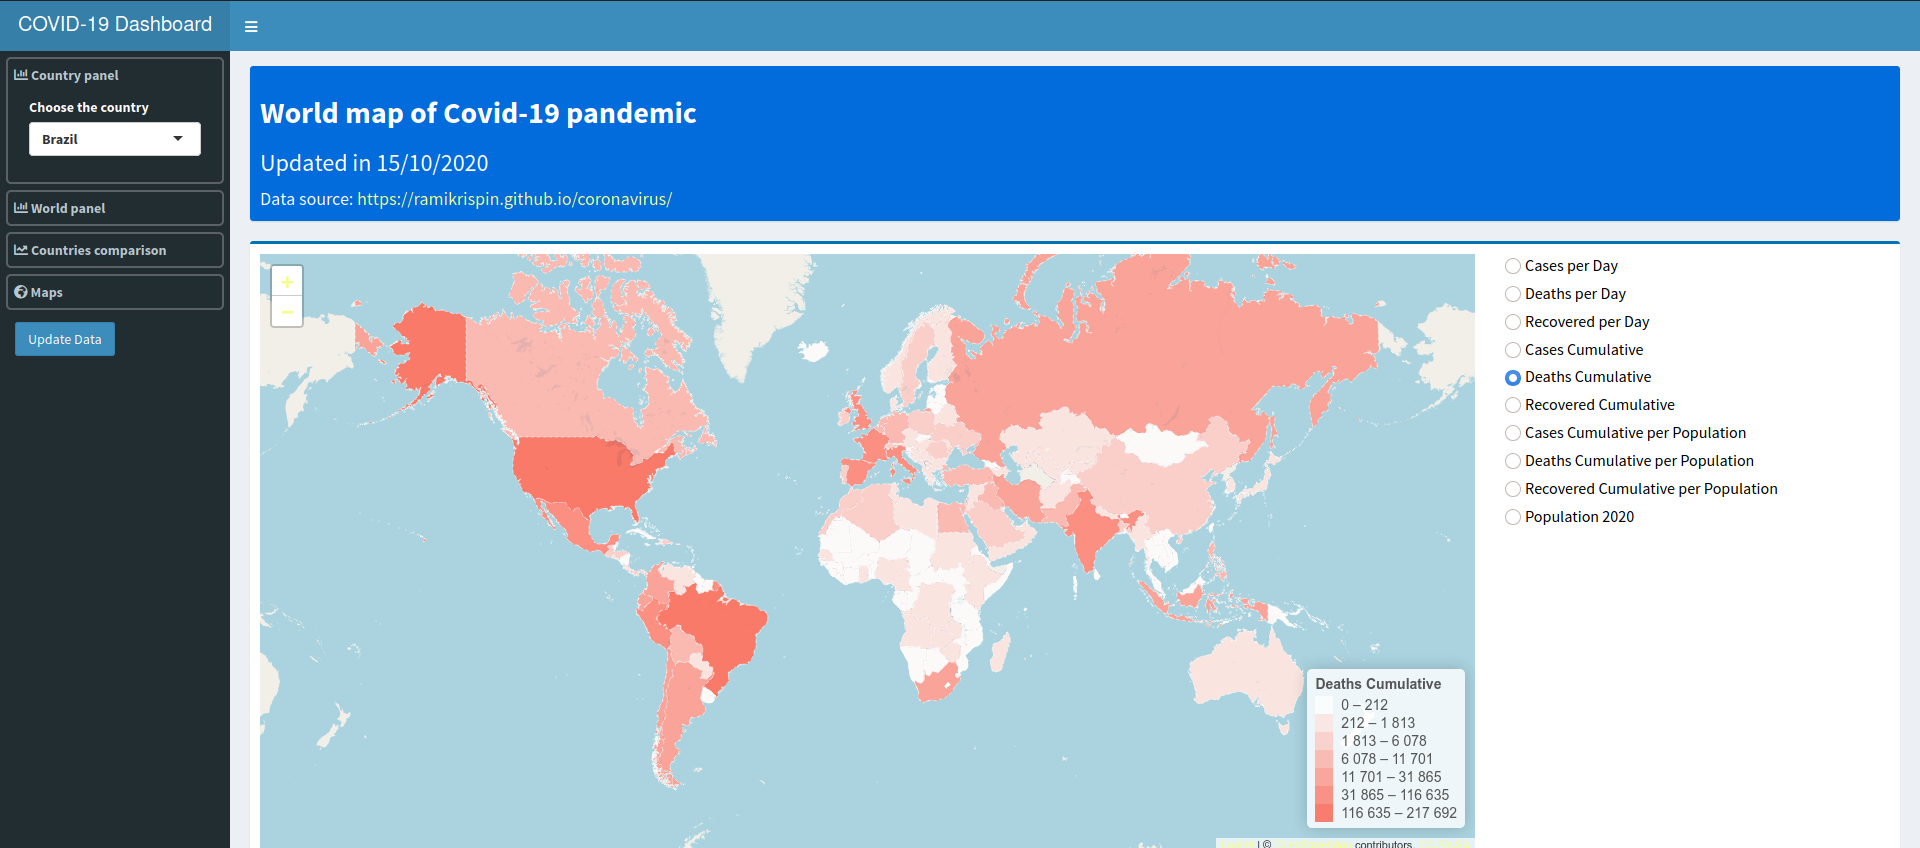 COVID-19 Dashboard
Country panel
Choose the country
Brazil
World panel
Countries comparison
Maps
Update Data
World map of Covid-19 pandemic
Updated in 15/10/2020
Data source: https://ramikrispin.github.io/coronavirus/
+
−
Cases per Day
Deaths per Day
Recovered per Day
Cases Cumulative
Deaths Cumulative
Recovered Cumulative
Cases Cumulative per Population
Deaths Cumulative per Population
Recovered Cumulative per Population
Population 2020
Deaths Cumulative
0 – 212
212 – 1 813
1 813 – 6 078
6 078 – 11 701
11 701 – 31 865
31 865 – 116 635
116 635 – 217 692
| © contributors,